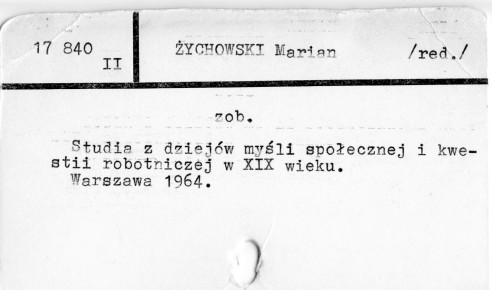 17 840 ŻYCHOWSKI Marian /red./
II
zob.
Studia z dziejów myśli społecznej i kwe-
stii robotniczej w XIX wieku.
Warszawa 1964.